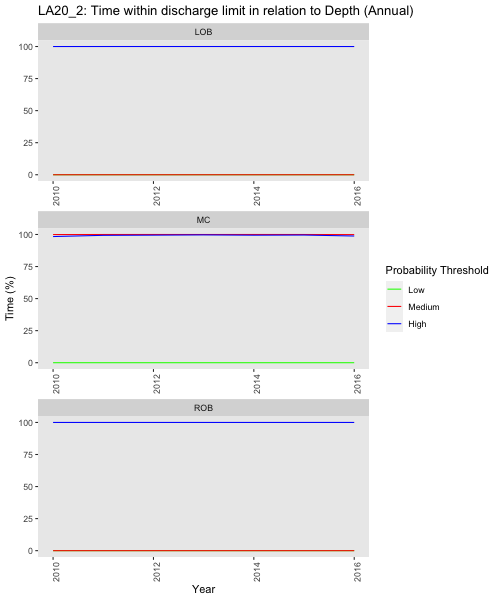 LA20_2: Time within discharge limit in relation to Depth (Annual)
LOB
100
75
50
25
0
2010 2012 2014 2016
MC
100
75
50
25
0
2010 2012 2014 2016
ROB
100
75
50
25
0
2010 2012 2014 2016
Time (%)
Year
Probability Threshold
Low
Medium
High